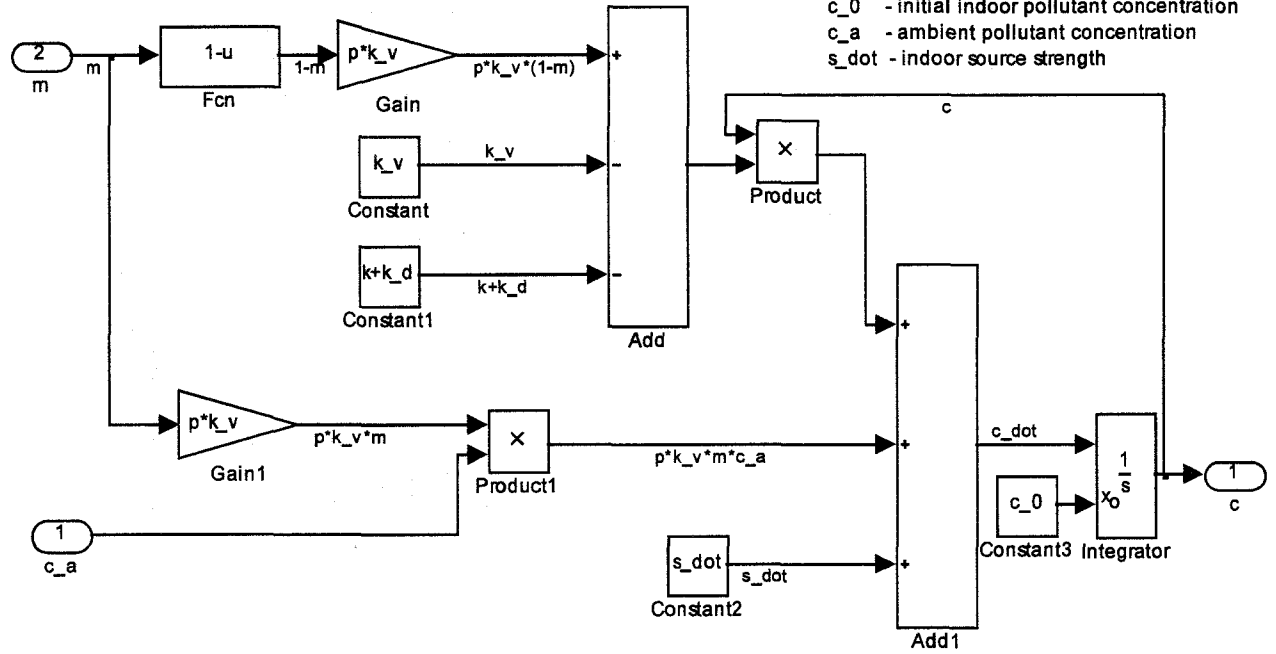 c_0 - initial indoor pollutant concentration
c_a - ambient pollutant concentration
s_dot - indoor source strength
2
m
m
1-u
Fcn
1-m
p*k_v
Gain
p*k_v*(1-m)
+
k_v
Constant
k_v
-
k+k_d
Constant1
k+k_d
-
Add
c
×
Product
p*k_v
Gain1
p*k_v*m
×
Product1
p*k_v*m*c_a
1
c_a
s_dot
Constant2
s_dot
+
+
+
Add1
c_dot
c_0
Constant3
1
s
xo
Integrator
1
c